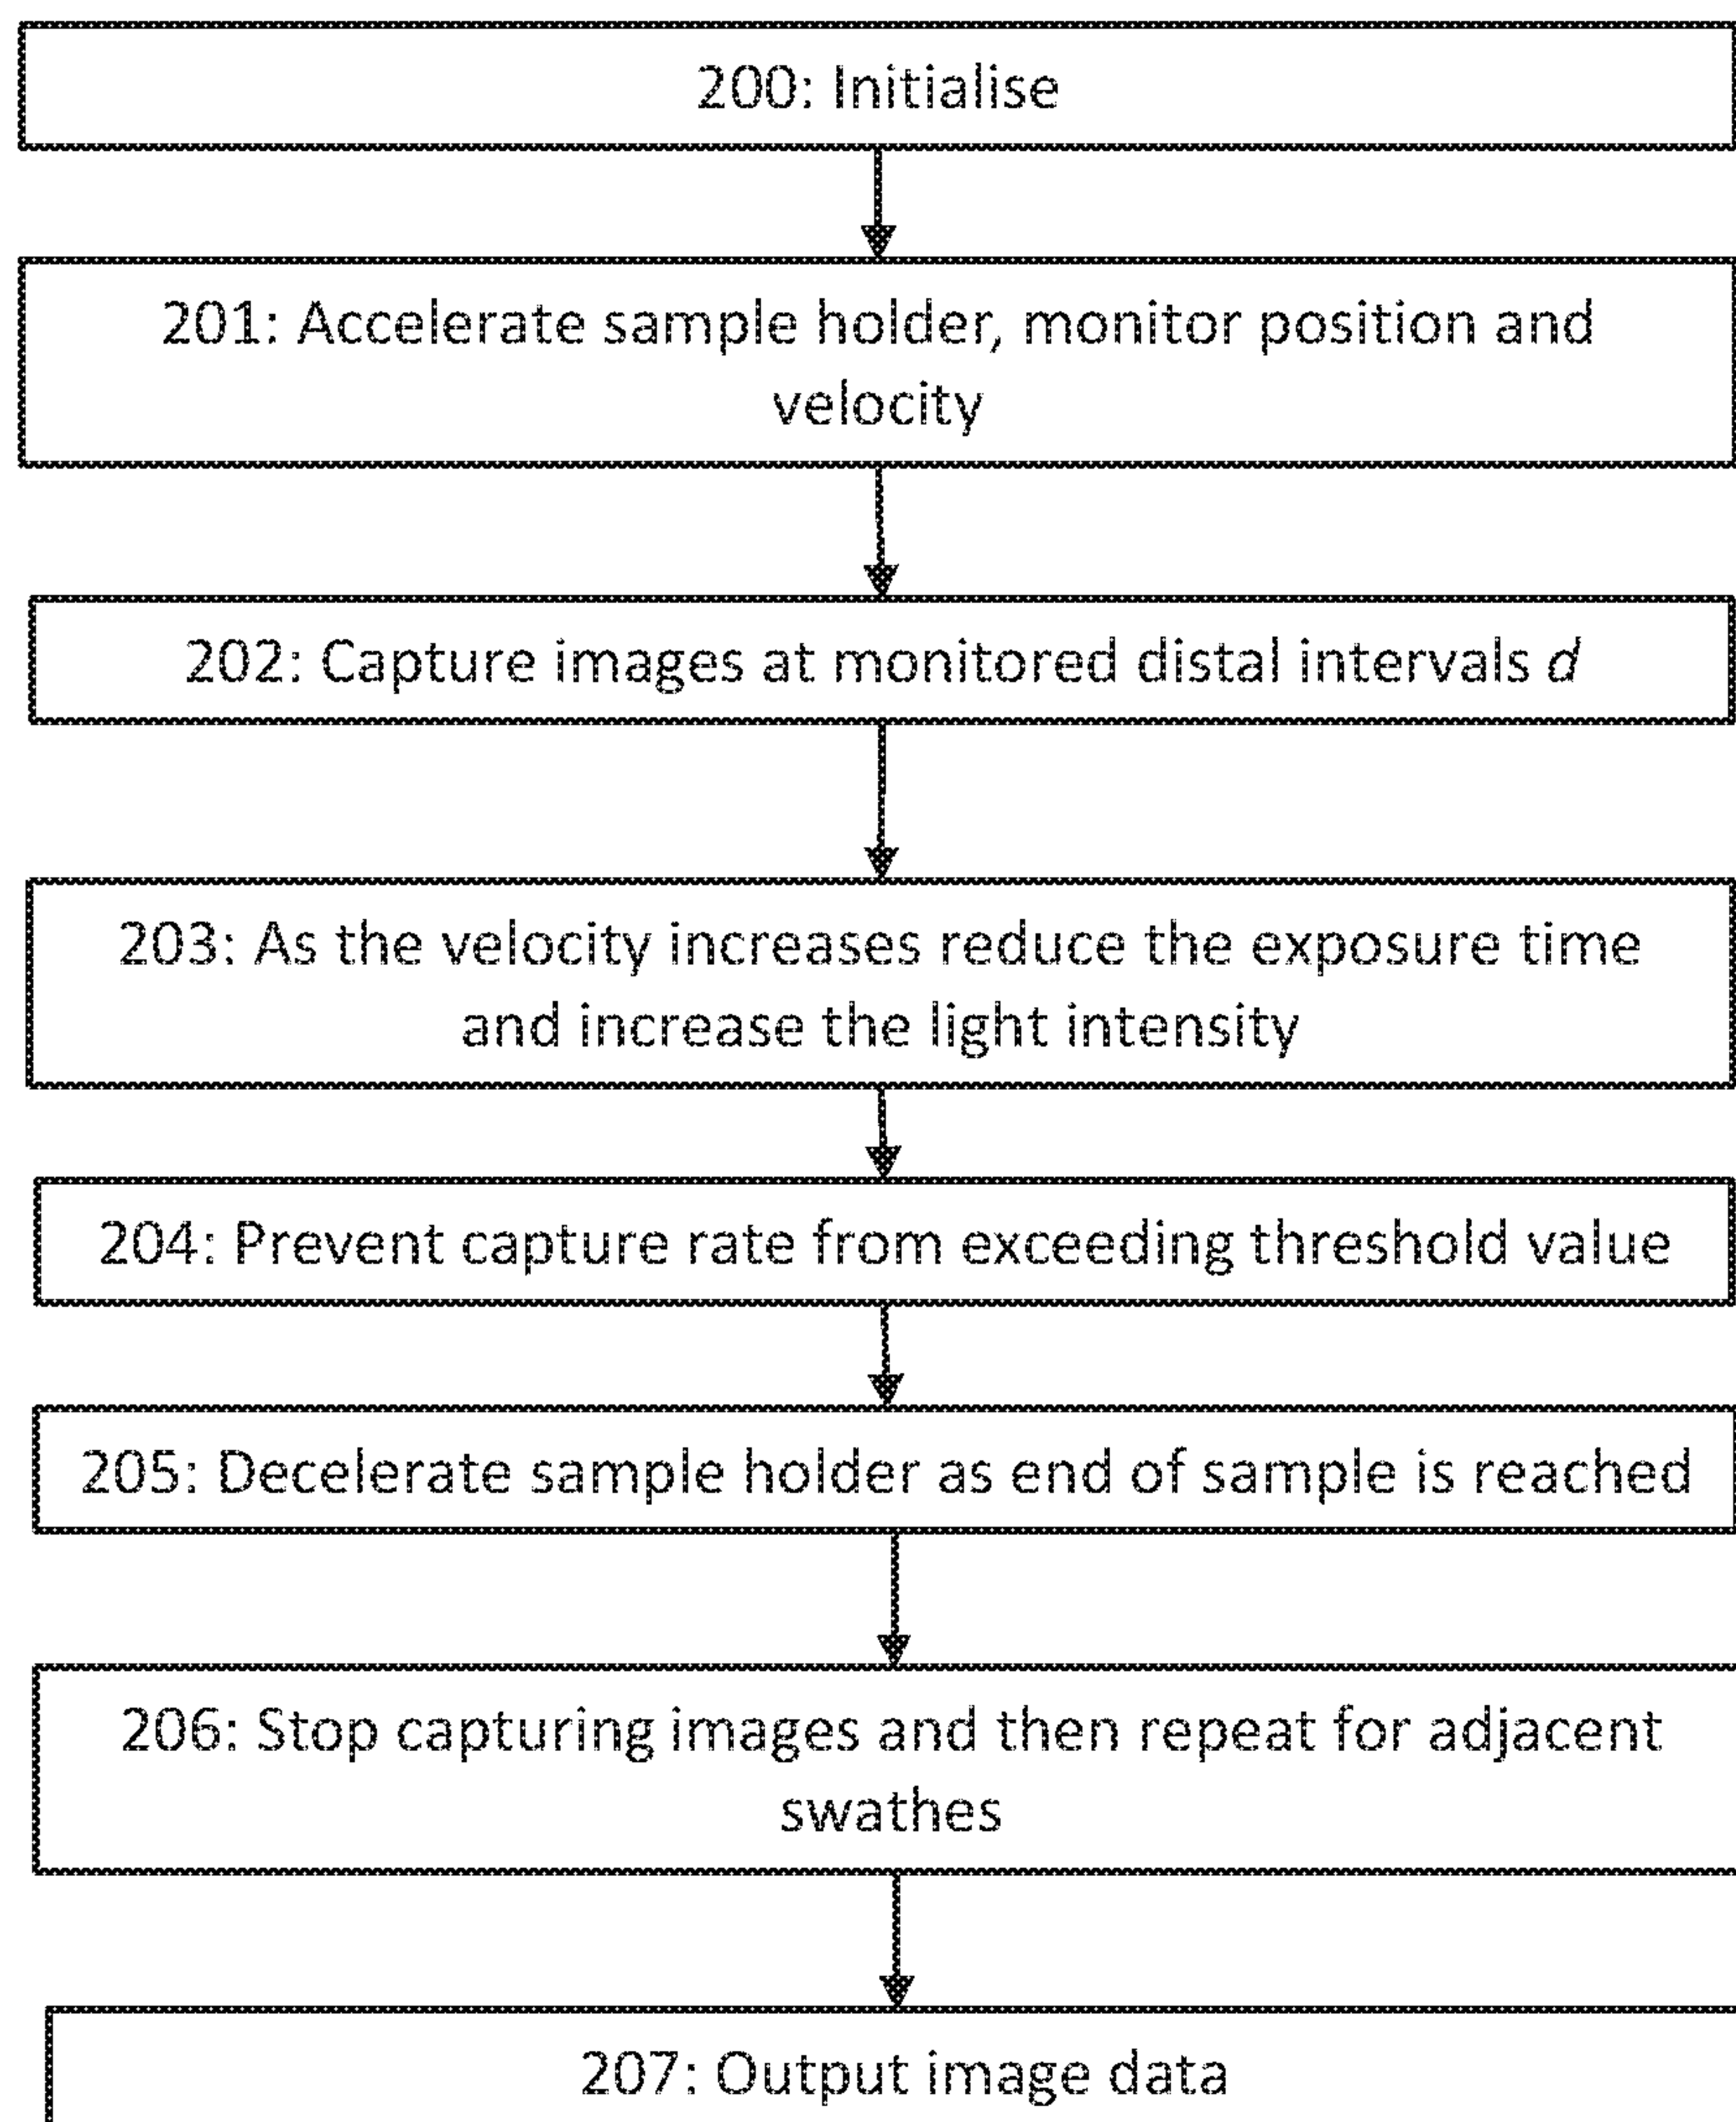 200: Initialise
201: Accelerate sample holder, monitor position and
velocity
202: Capture images at monitored distal intervals d
203: As the velocity increases reduce the exposure time
and increase the light intensity
204: Prevent capture rate from exceeding threshold value
205: Decelerate sample holder as end of sample is reached
206: Stop capturing images and then repeat for adjacent
swathes
207: Output image data